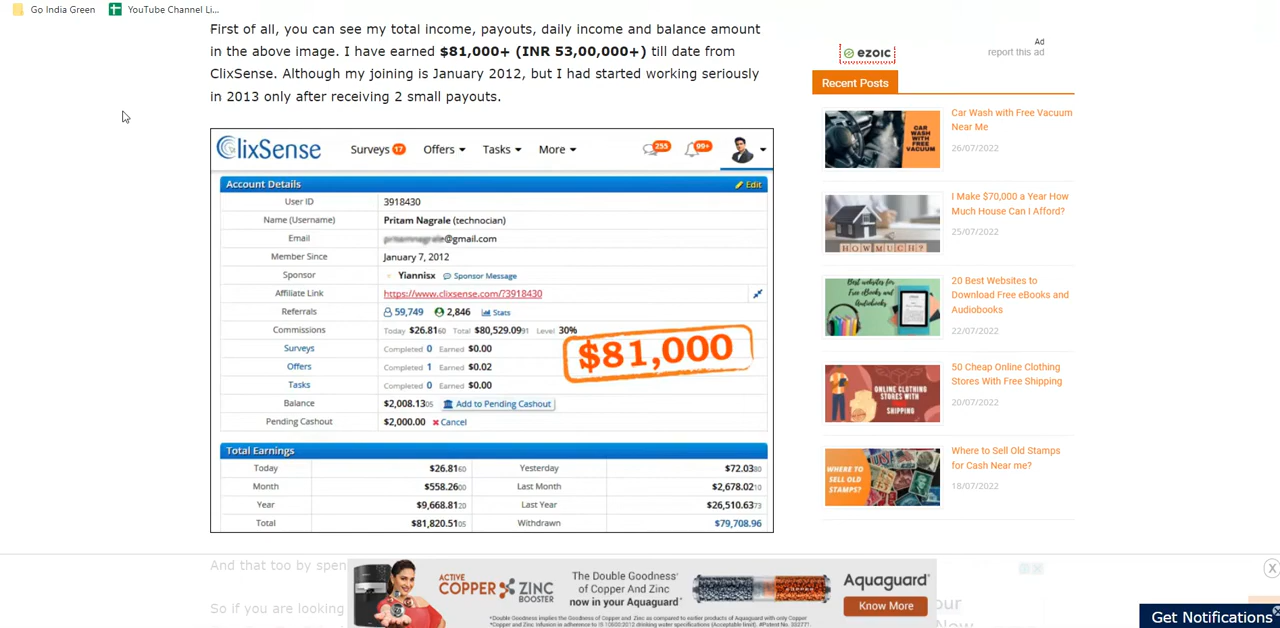 Go India Green
YouTube Channel Li...
First of all, you can see my total income, payouts, daily income and balance amount
in the above image. I have earned $81,000+ (INR 53,00,000+) till date from
ClixSense. Although my joining is January 2012, but I had started working seriously
in 2013 only after receiving 2 small payouts.
ClixSense
Surveys 17 Offers Tasks More 255 99+
Account Details Edit
User ID 3918430
Name (Username) Pritam Nagrale (technocian)
Email @gmail.com
Member Since January 7, 2012
Sponsor Yiannisx Sponsor Message
Affiliate Link https://www.clixsense.com/?3918430
Referrals 59,749 2,846 Stats
Commissions Today $26.8160 Total $80,529.0991 Level 30%
Surveys Completed 0 Earned $0.00
Offers Completed 1 Earned $0.02
Tasks Completed 0 Earned $0.00
Balance $2,008.1305 Add to Pending Cashout
Pending Cashout $2,000.00 Cancel
$81,000
Total Earnings
Today $26.8160 Yesterday $72.0380
Month $558.2600 Last Month $2,678.0210
Year $9,668.8120 Last Year $26,510.6373
Total $81,820.5105 Withdrawn $79,708.96
And that too by spen
So if you are looking
ezoic
Ad
report this ad
Recent Posts
CAR
WASH
WITH
FREE
VACUUM
Car Wash with Free Vacuum
Near Me
26/07/2022
HOW MUCH?
I Make $70,000 a Year How
Much House Can I Afford?
25/07/2022
Best websites for
Free eBooks and
Audiobooks
20 Best Websites to
Download Free eBooks and
Audiobooks
22/07/2022
ONLINE
CLOTHING
STORES WITH
FREE
SHIPPING
50 Cheap Online Clothing
Stores With Free Shipping
20/07/2022
WHERE TO
SELL OLD
STAMPS?
Where to Sell Old Stamps
for Cash Near me?
18/07/2022
ACTIVE
COPPER ZINC
BOOSTER
The Double Goodness*
of Copper And Zinc
now in your Aquaguard*
Aquaguard
Know More
our
Now
Get Notifications